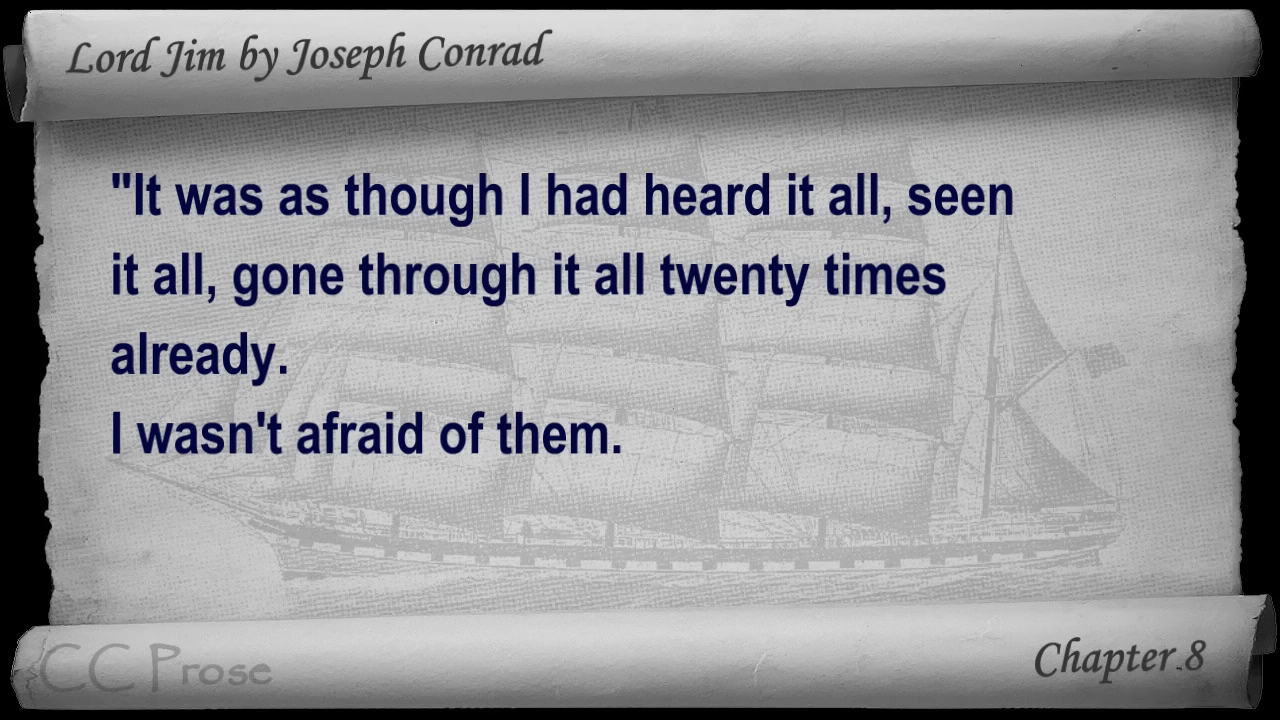 Lord Jim by Joseph Conrad
"It was as though I had heard it all, seen
it all, gone through it all twenty times
already.
I wasn't afraid of them.
CC Prose
Chapter 8